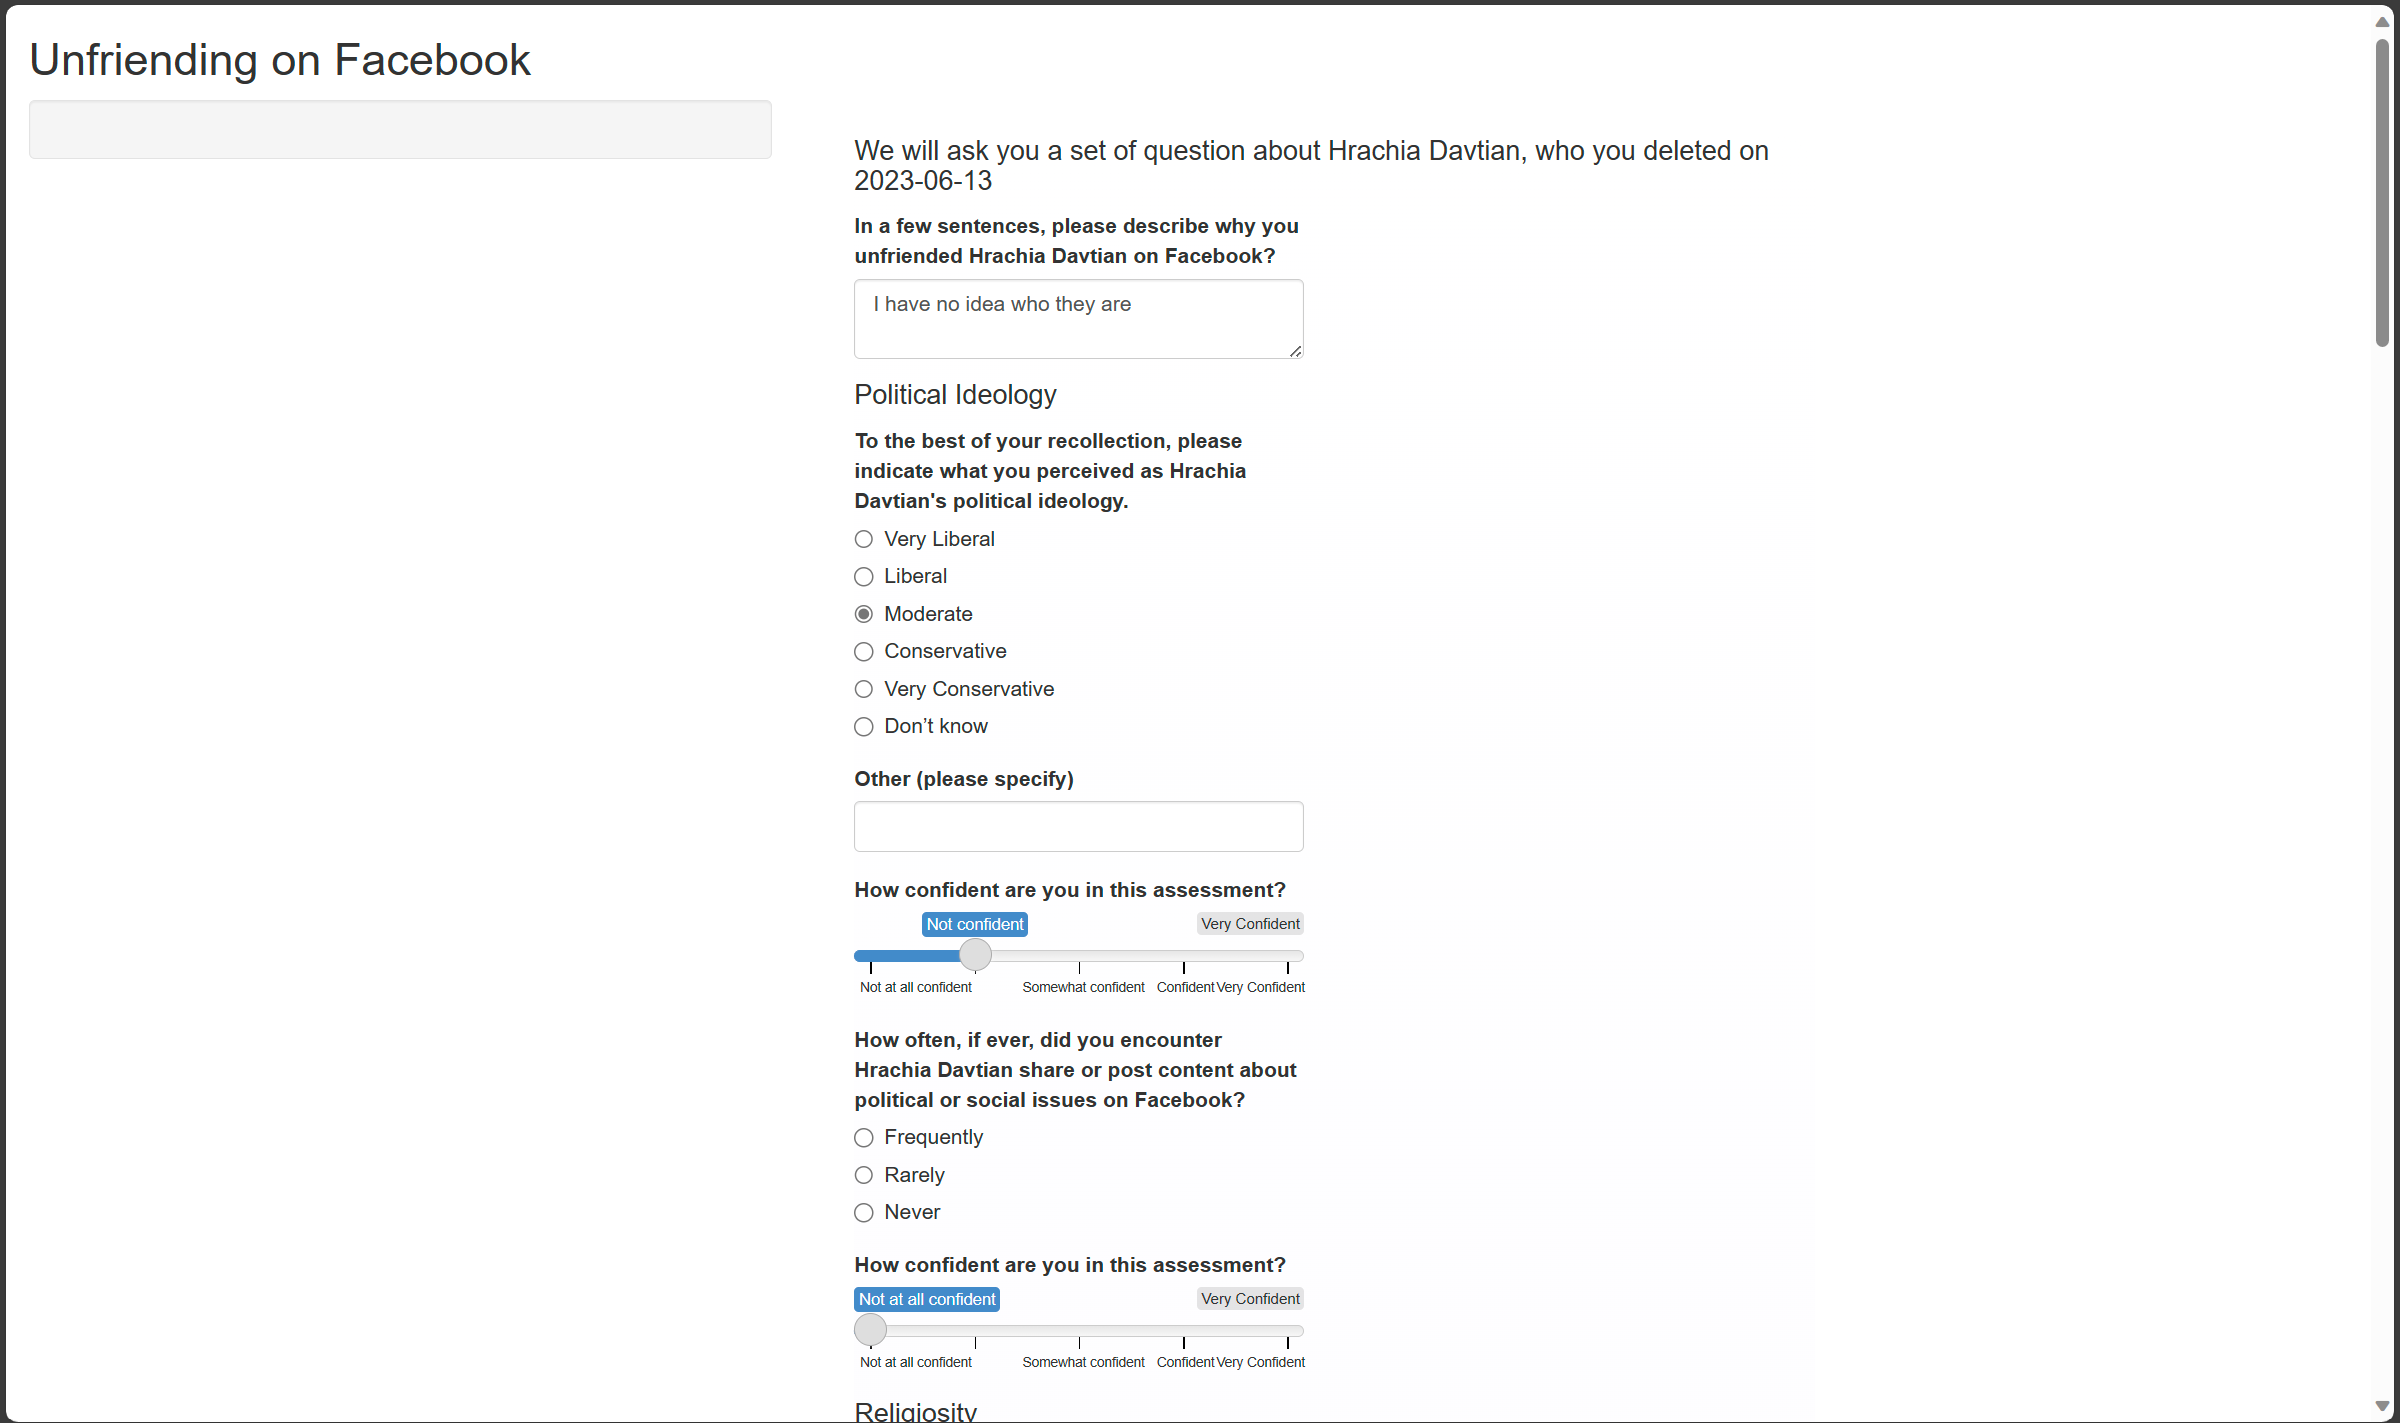 Unfriending on Facebook
We will ask you a set of question about Hrachia Davtian, who you deleted on
2023-06-13
In a few sentences, please describe why you
unfriended Hrachia Davtian on Facebook?
I have no idea who they are
Political Ideology
To the best of your recollection, please
indicate what you perceived as Hrachia
Davtian's political ideology.
Very Liberal
Liberal
Moderate
Conservative
Very Conservative
Don’t know
Other (please specify)
How confident are you in this assessment?
Not confident Very Confident
Not at all confident Somewhat confident Confident Very Confident
How often, if ever, did you encounter
Hrachia Davtian share or post content about
political or social issues on Facebook?
Frequently
Rarely
Never
How confident are you in this assessment?
Not at all confident Very Confident
Not at all confident Somewhat confident Confident Very Confident
Religiosity